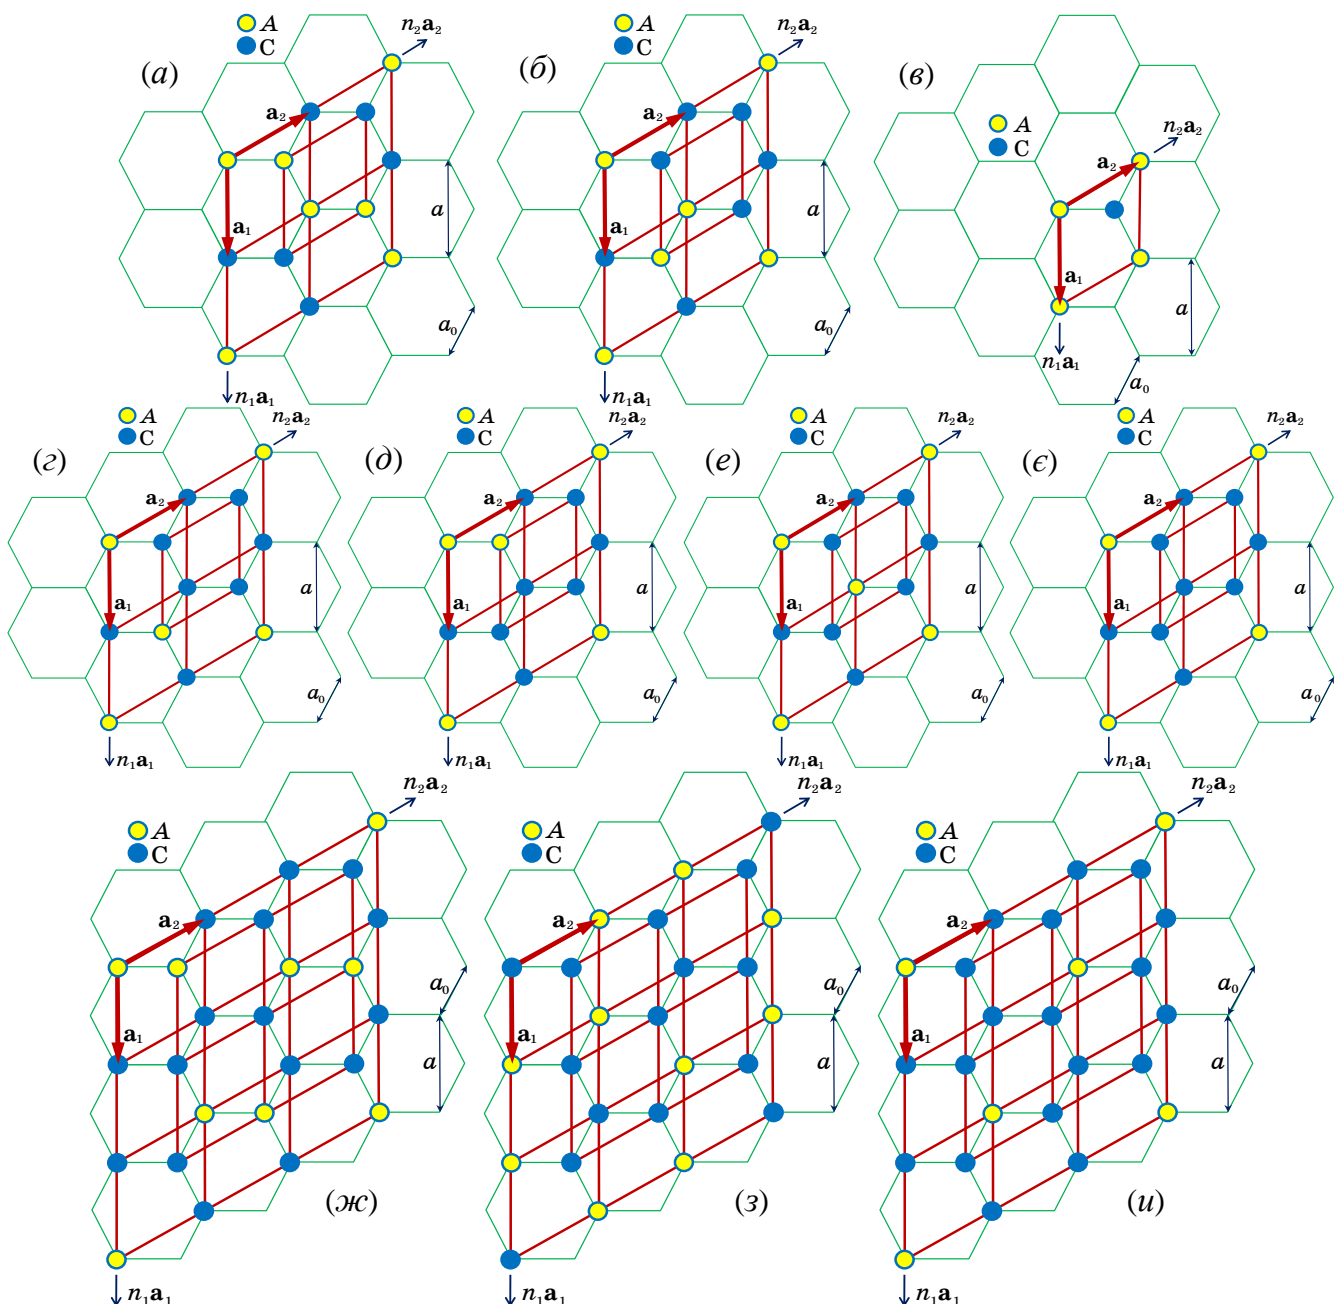 (а)
A
C
n₂a₂
a₂
a₁
a
a₀
n₁a₁
(б)
A
C
n₂a₂
a₂
a₁
a
a₀
n₁a₁
(в)
A
C
n₂a₂
a₂
a₁
a
n₁a₁
a₀
(г)
A
C
n₂a₂
a₂
a₁
a
a₀
n₁a₁
(д)
A
C
n₂a₂
a₂
a₁
a
a₀
n₁a₁
(е)
A
C
n₂a₂
a₂
a₁
a
a₀
n₁a₁
(є)
A
C
n₂a₂
a₂
a₁
a
a₀
n₁a₁
A
C
n₂a₂
a₂
a₀
a₁
a
(ж)
n₁a₁
A
C
n₂a₂
a₂
a₀
a₁
a
(з)
n₁a₁
A
C
n₂a₂
a₂
a₀
a₁
a
(и)
n₁a₁